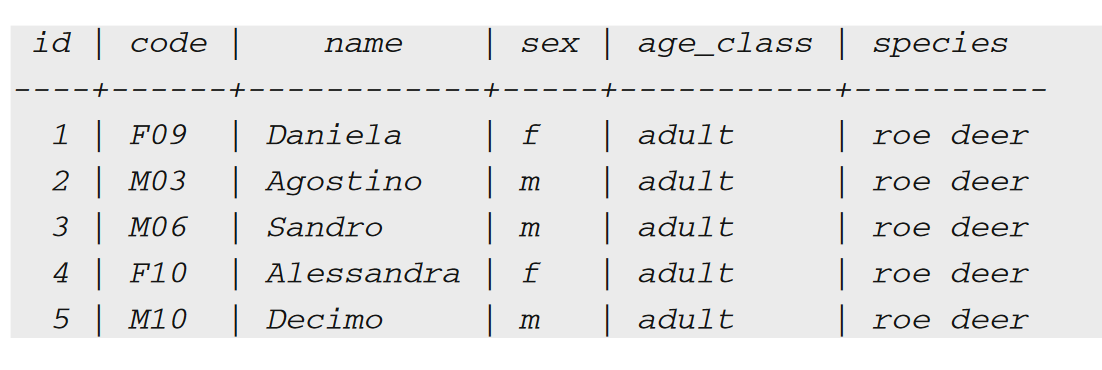 id | code | name | sex | age_class | species
----+------+------------+-----+-----------+----------
1 | F09 | Daniela | f | adult | roe deer
2 | M03 | Agostino | m | adult | roe deer
3 | M06 | Sandro | m | adult | roe deer
4 | F10 | Alessandra | f | adult | roe deer
5 | M10 | Decimo | m | adult | roe deer